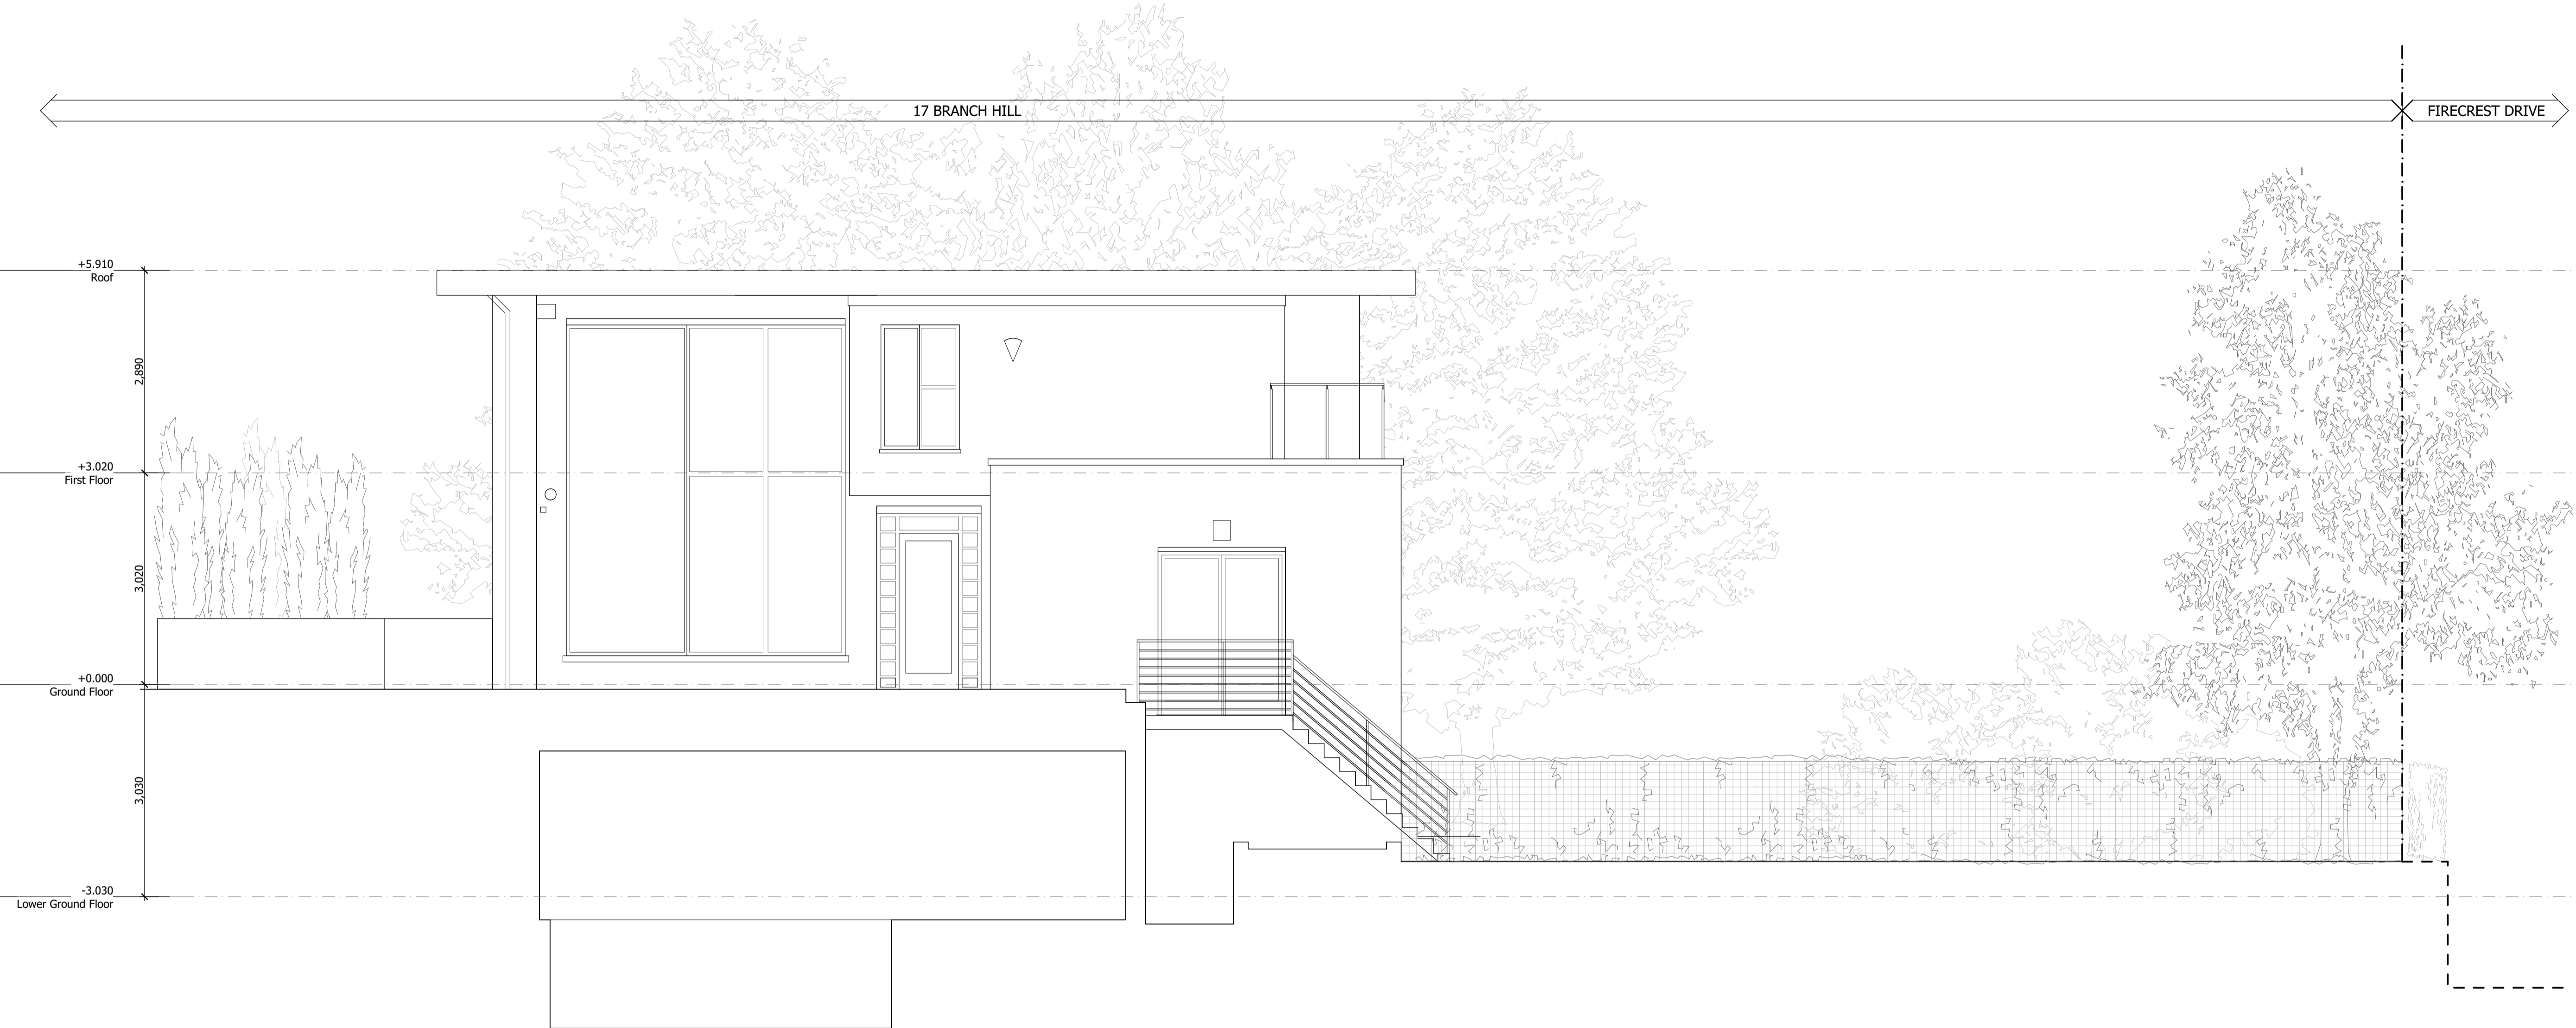 17 BRANCH HILL
FIRECREST DRIVE
+5.910
Roof
2,890
+3.020
First Floor
3,020
+0.000
Ground Floor
3,030
-3.030
Lower Ground Floor